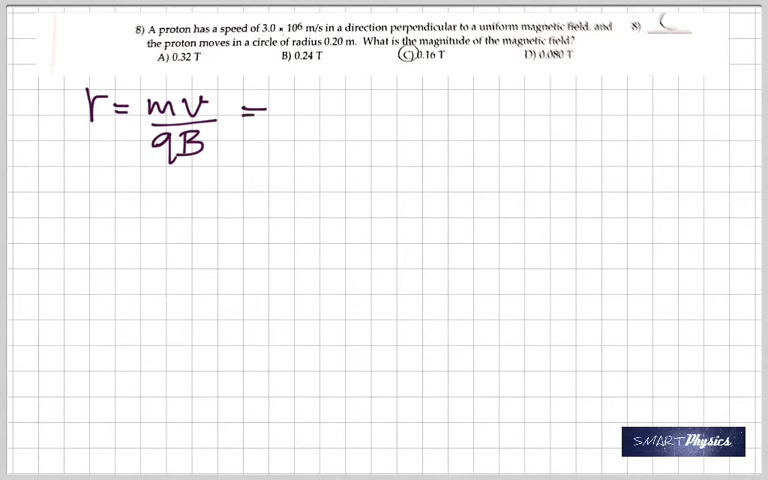 8) A proton has a speed of 3.0 × 10⁶ m/s in a direction perpendicular to a uniform magnetic field, and 8) C
the proton moves in a circle of radius 0.20 m. What is the magnitude of the magnetic field?
A) 0.32 T B) 0.24 T C) 0.16 T D) 0.080 T
r = mv =
qB
SMART Physics